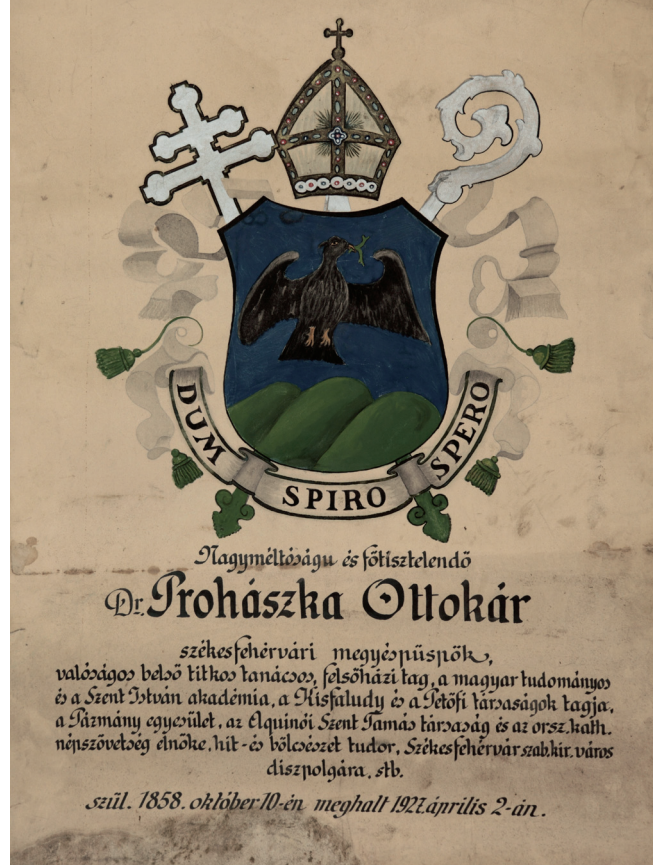 DUM SPIRO SPERO
Nagyméltóságu és főtisztelendő
Dr. Prohászka Ottokár
székesfehérvári megyéspüspök,
valóságos belső titkos tanácsos, felsőházi tag, a magyar tudományos
és a Szent István akadémia, a Kisfaludy és a Petőfi társaságok tagja,
a Pázmány egyesület, az Aquinói Szent Tamás társaság és az orsz. kath.
népszövetség elnöke, hit- és bölcsészet tudor, Székesfehérvár szab. kir. város
diszpolgára, stb.
szül. 1858. október 10-én meghalt 1927. április 2-án.